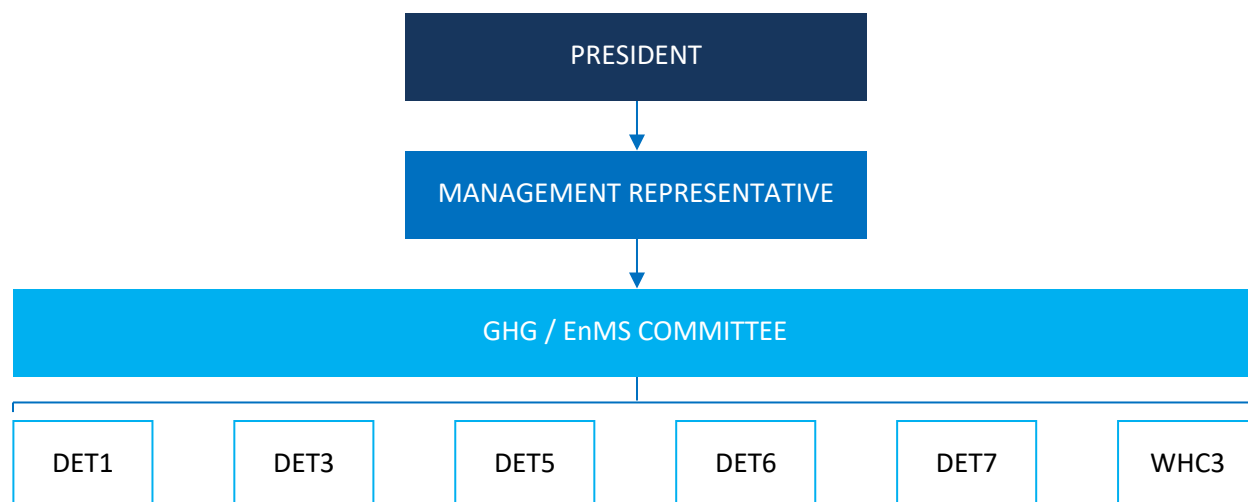 PRESIDENT
MANAGEMENT REPRESENTATIVE
GHG / EnMS COMMITTEE
DET1
DET3
DET5
DET6
DET7
WHC3